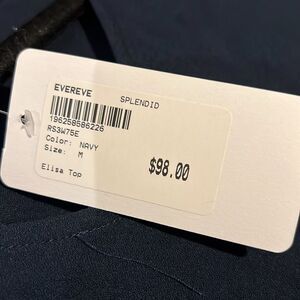 EVEREVE SPLENDID
196258586226
RS3W75E
Color: NAVY
Size: M
$98.00
Elisa Top